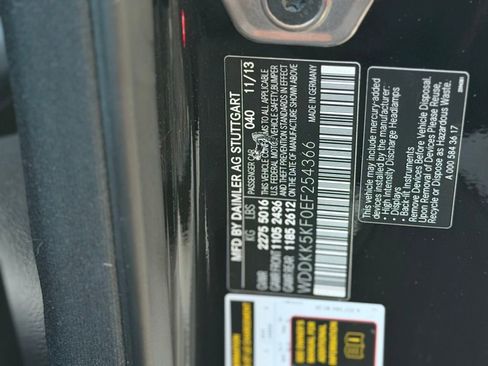 MFD BY DAIMLER AG STUTTGART
PASSENGER CAR 040 11/13
KG LBS
GVWR 2275 5016
GAWR FRONT 1105 2436
GAWR REAR 1185 2612
TO ALL APPLICABLE
U.S. FEDERAL MOTOR VEHICLE SAFETY, BUMPER
AND THEFT PREVENTION STANDARDS IN EFFECT
ON THE DATE OF MANUFACTURE SHOWN ABOVE
WDDKK5KF0EF254366
MADE IN GERMANY
This vehicle may include mercury-added
devices installed by the manufacturer:
• High Intensity Discharge Headlamps
• Displays
• Back-lit Instruments
Remove Devices Before Vehicle Disposal.
Upon Removal of Devices Please Reuse,
Recycle or Dispose as Hazardous Waste.
A 000 584 36 17